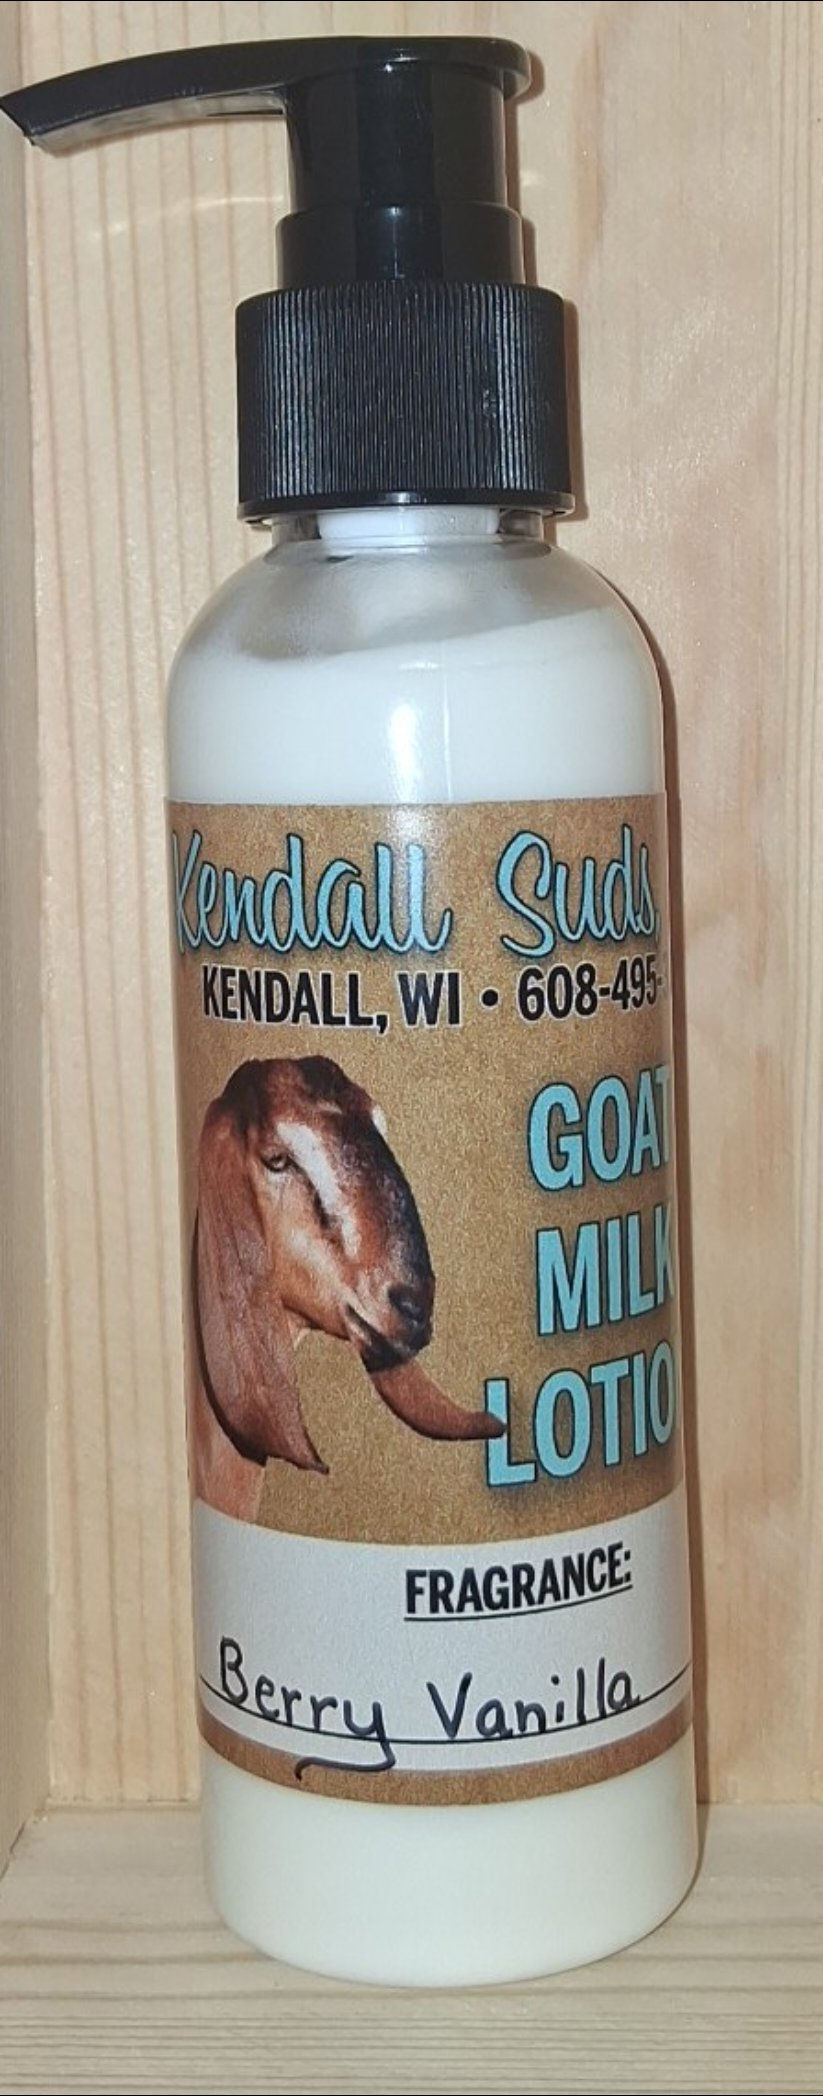 Kendall Suds,
KENDALL, WI • 608-495-
GOAT
MILK
LOTIO
FRAGRANCE:
Berry Vanilla